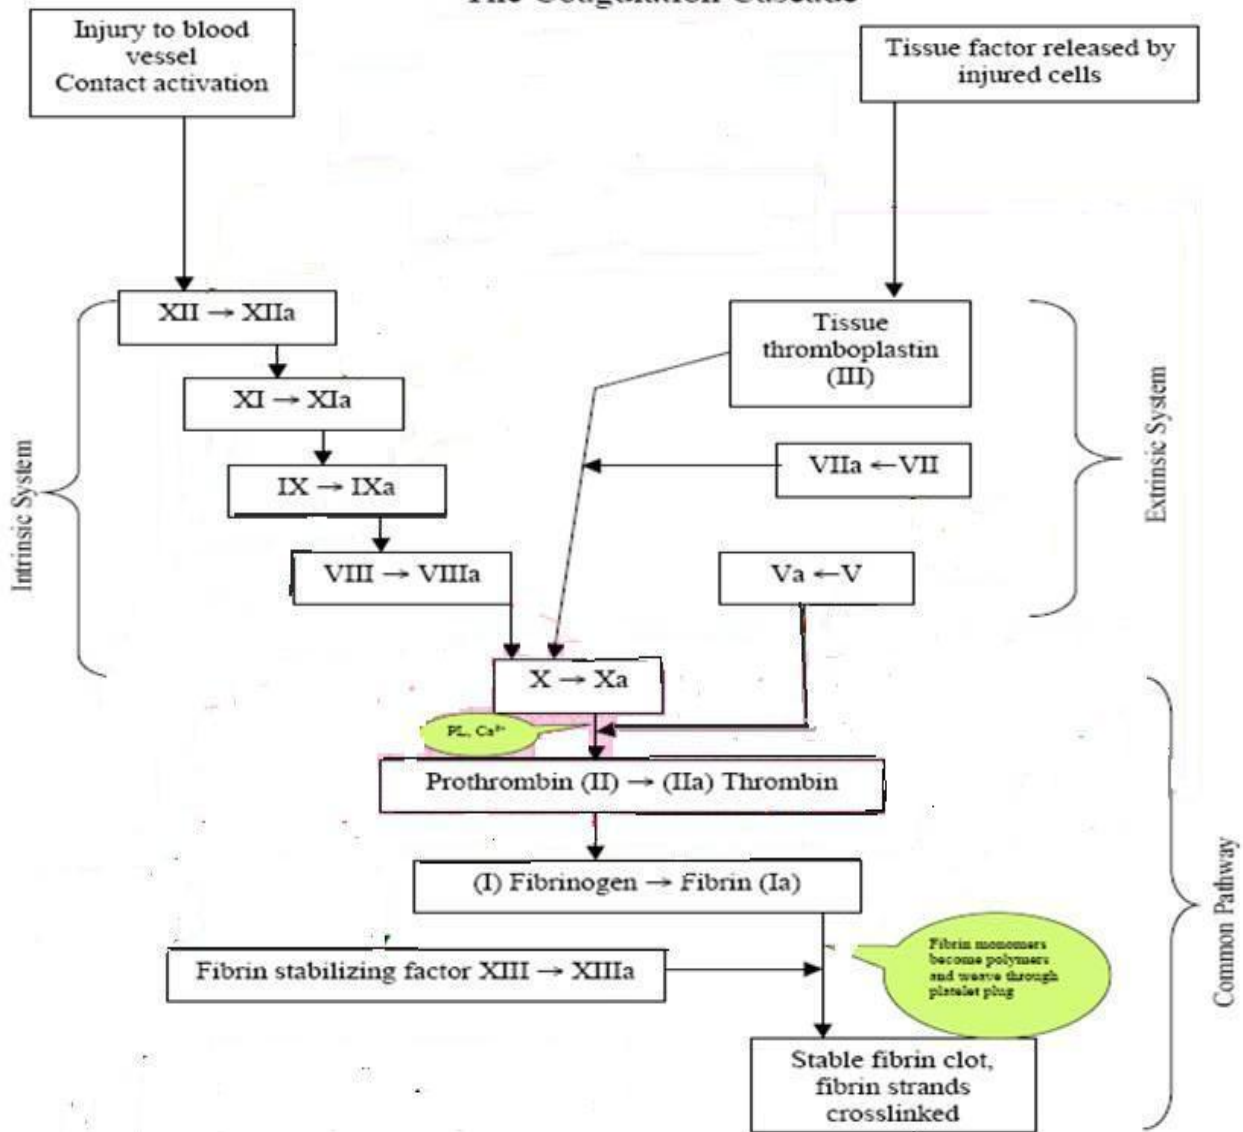 The Coagulation Cascade
Injury to blood
vessel
Contact activation
Tissue factor released by
injured cells
XII → XIIa
XI → XIa
IX → IXa
VIII → VIIIa
Intrinsic System
Tissue
thromboplastin
(III)
VIIa ←VII
Va ←V
Extrinsic System
X → Xa
PL, Ca²⁺
Prothrombin (II) → (IIa) Thrombin
(I) Fibrinogen → Fibrin (Ia)
Fibrin stabilizing factor XIII → XIIIa
Fibrin monomers
become polymers
and weave through
platelet plug
Stable fibrin clot,
fibrin strands
crosslinked
Common Pathway